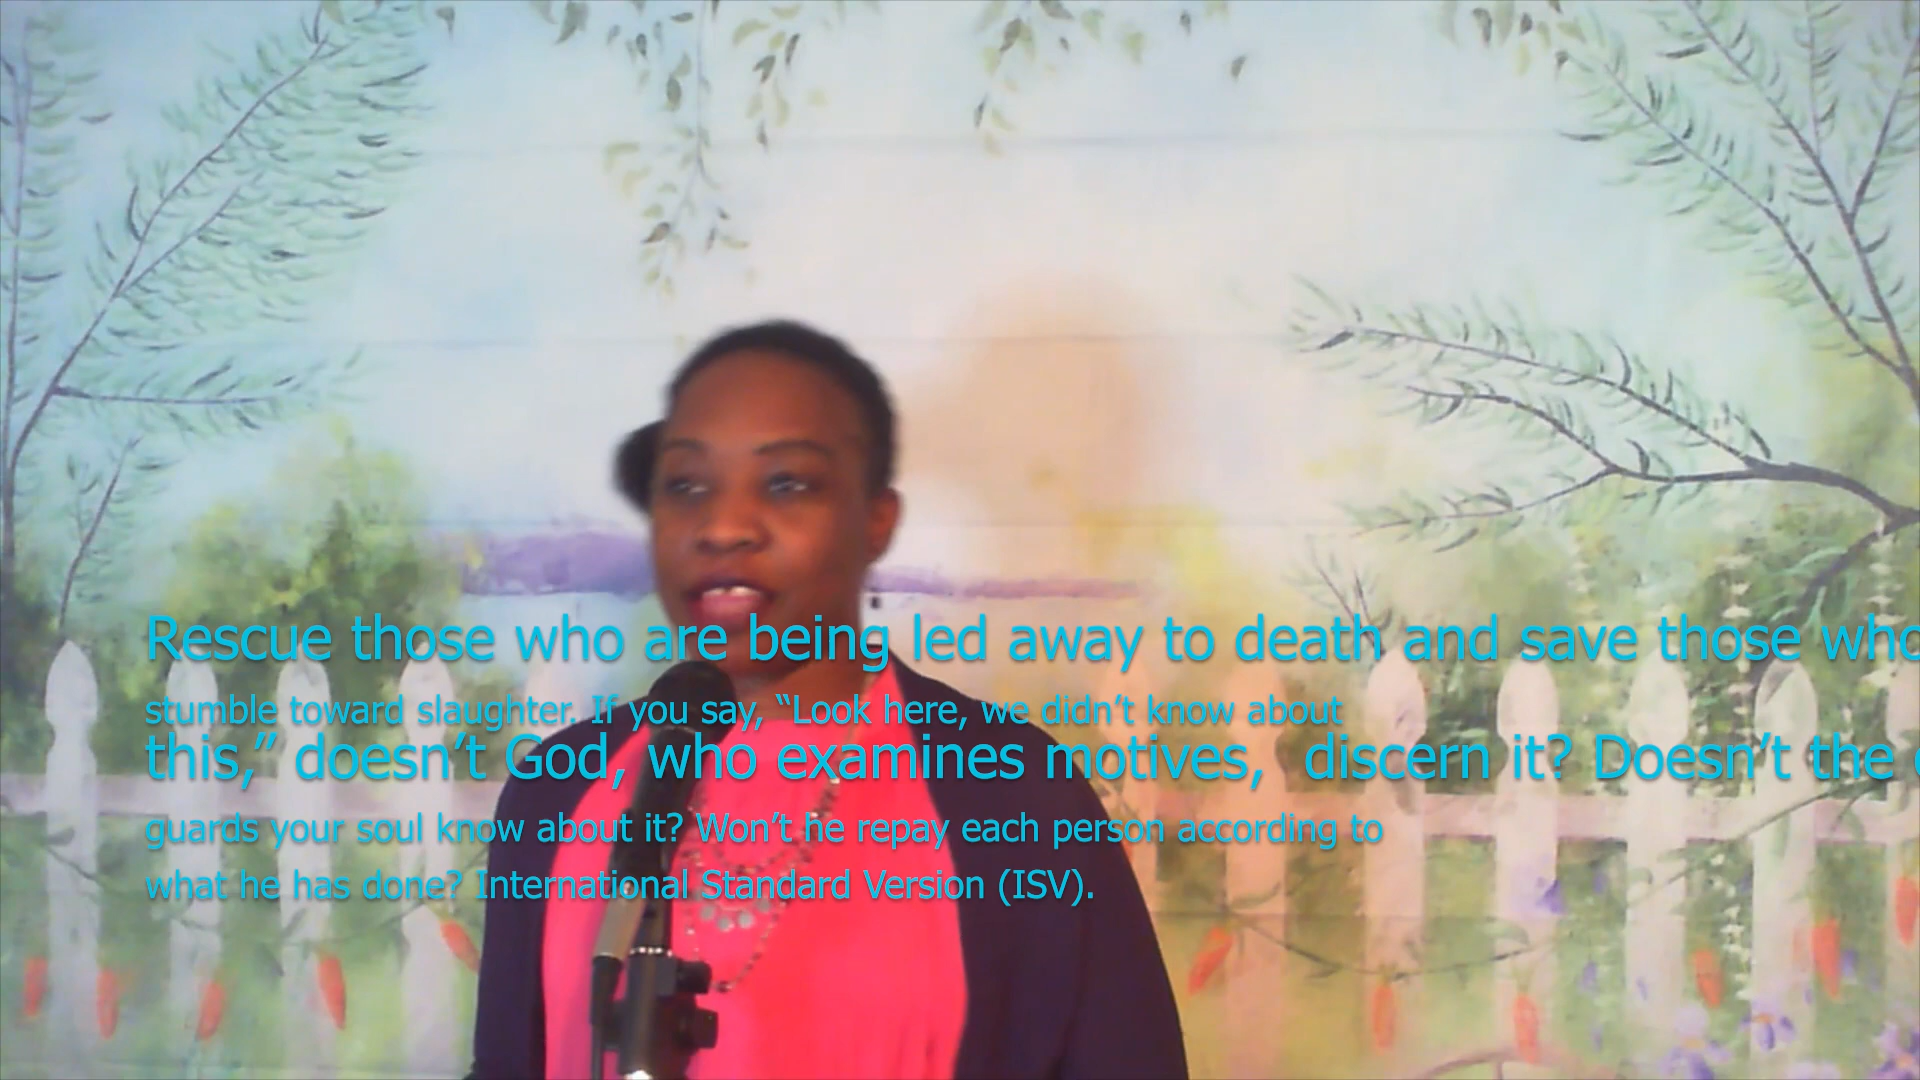 Rescue those who are being led away to death and save those who
stumble toward slaughter. If you say, “Look here, we didn’t know about
this,” doesn’t God, who examines motives,  discern it? Doesn’t the
guards your soul know about it? Won’t he repay each person according to
what he has done? International Standard Version (ISV).